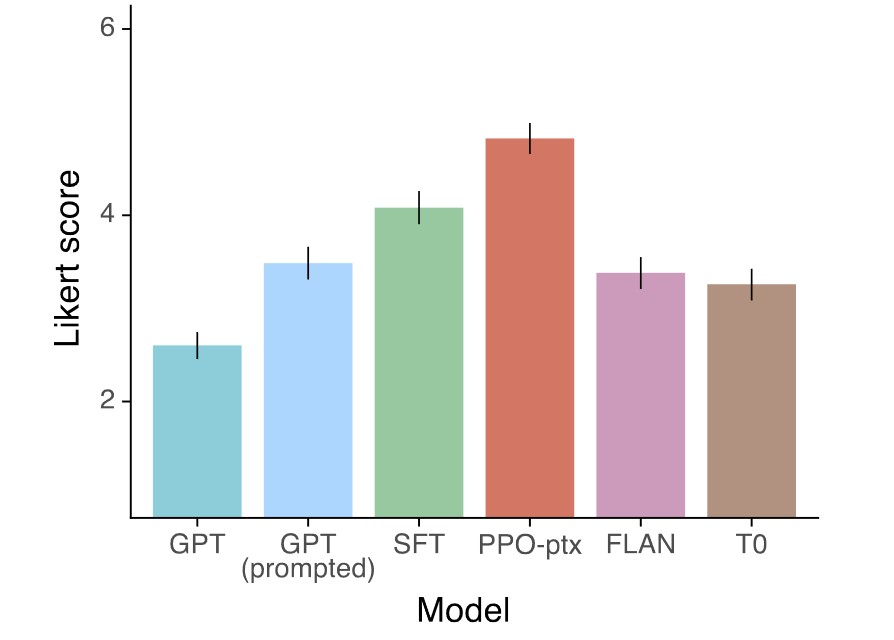 6
4
2
Likert score
GPT GPT SFT PPO-ptx FLAN T0
(prompted)
Model